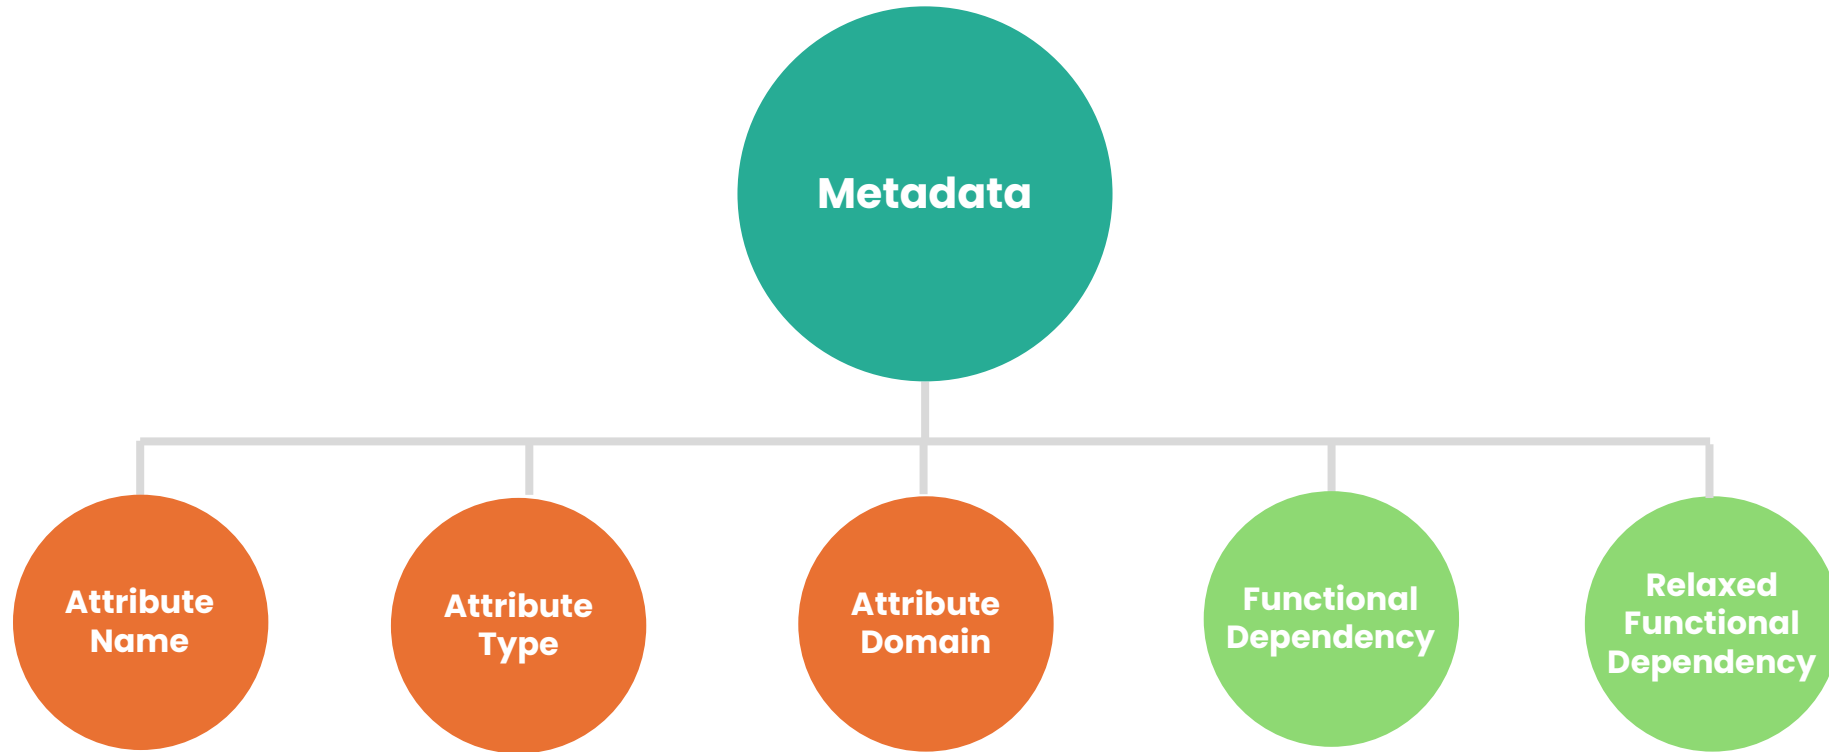 Metadata
Attribute
Name
Attribute
Type
Attribute
Domain
Functional
Dependency
Relaxed
Functional
Dependency